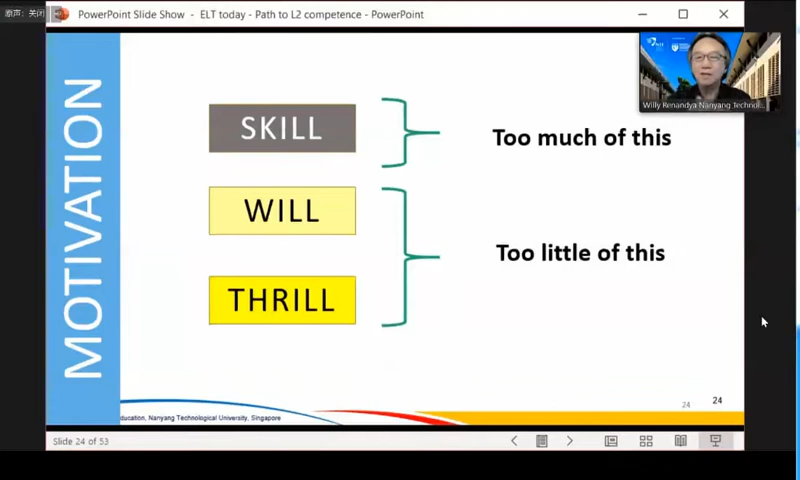 原声：关闭
PowerPoint Slide Show - ELT today - Path to L2 competence - PowerPoint
MOTIVATION
SKILL
Too much of this
WILL
THRILL
Too little of this
Willy Renandya Nanyang Technol...
ducation, Nanyang Technological University, Singapore
24
24
Slide 24 of 53